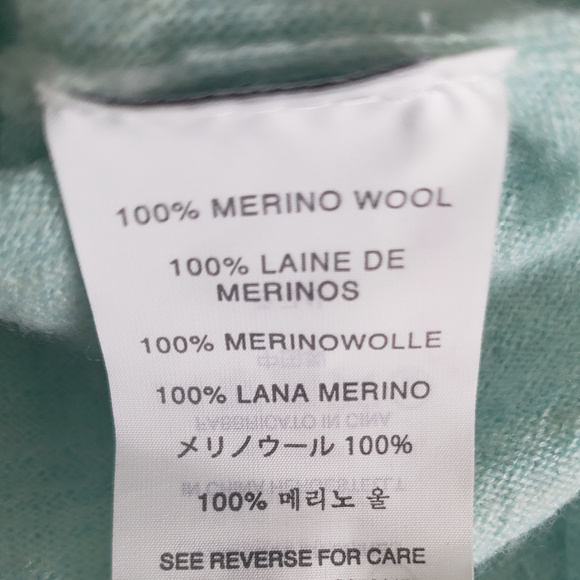 100% MERINO WOOL
100% LAINE DE
MERINOS
100% MERINOWOLLE
100% LANA MERINO
メリノウール 100%
100% 메리노 울
SEE REVERSE FOR CARE